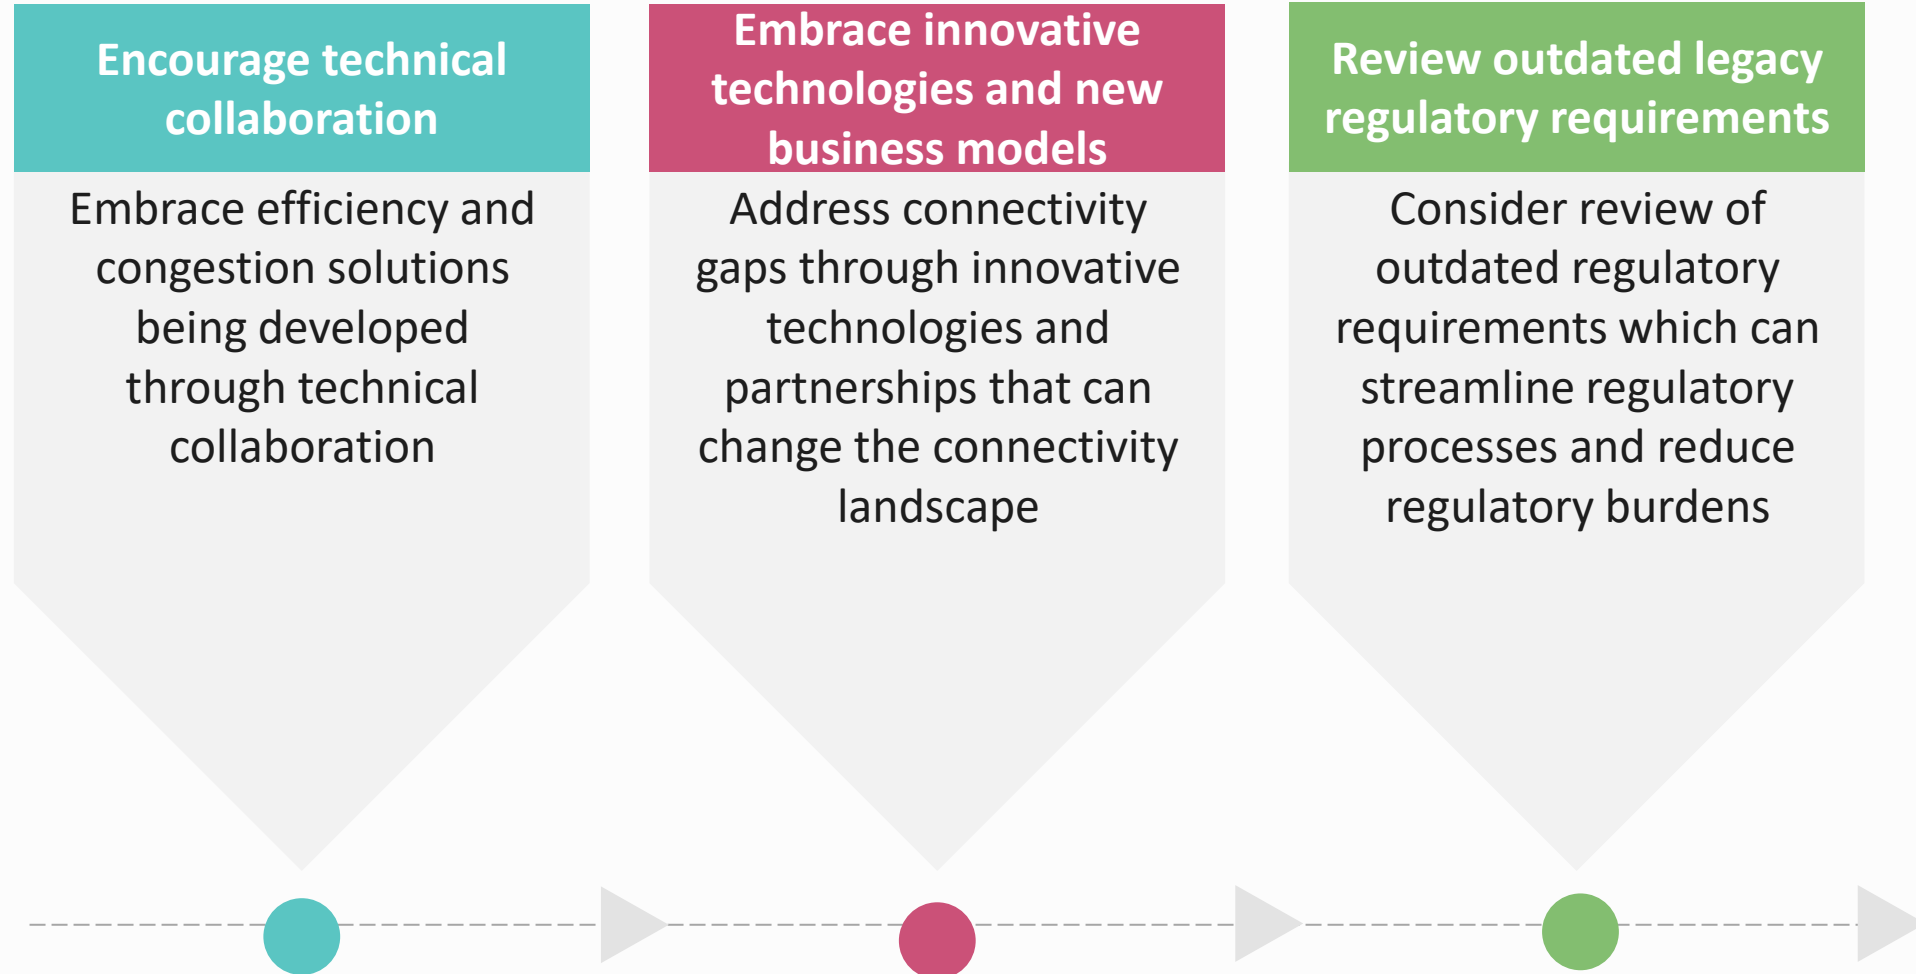 Encourage technical
collaboration
Embrace efficiency and
congestion solutions
being developed
through technical
collaboration
Embrace innovative
technologies and new
business models
Address connectivity
gaps through innovative
technologies and
partnerships that can
change the connectivity
landscape
Review outdated legacy
regulatory requirements
Consider review of
outdated regulatory
requirements which can
streamline regulatory
processes and reduce
regulatory burdens